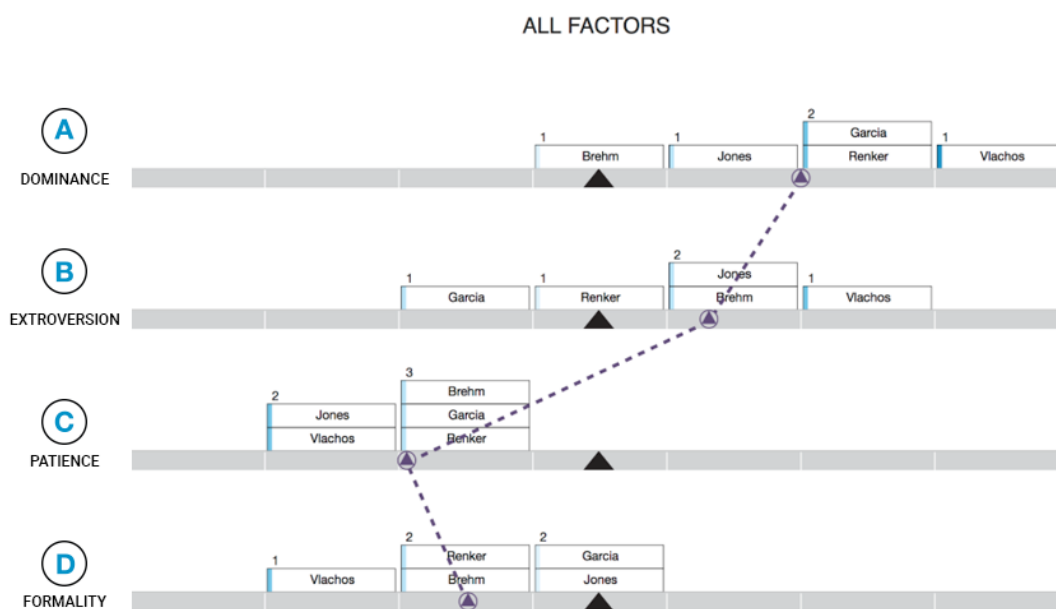 ALL FACTORS
A
DOMINANCE
1
Brehm
1
Jones
2
Garcia
Renker
1
Vlachos
B
EXTROVERSION
1
Garcia
1
Renker
2
Jones
Brehm
1
Vlachos
C
PATIENCE
2
Jones
Vlachos
3
Brehm
Garcia
Renker
D
FORMALITY
1
Vlachos
2
Renker
Brehm
2
Garcia
Jones